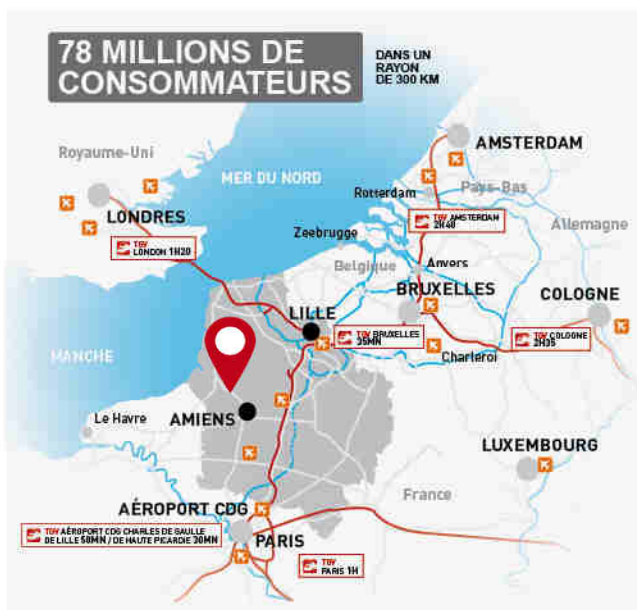 78 MILLIONS DE
CONSOMMATEURS
DANS UN
RAYON
DE 300 KM
AMSTERDAM
Royaume-Uni
MER DU NORD
Rotterdam
Pays-Bas
LONDRES
TGV AMSTERDAM
2H40
Allemagne
TGV
LONDON 1H20
Zeebrugge
Belgique
Anvers
BRUXELLES
COLOGNE
LILLE
TGV BRUXELLES
35MN
TGV COLOGNE
2H35
MANCHE
Charleroi
Le Havre
AMIENS
LUXEMBOURG
France
AÉROPORT CDG
TGV AÉROPORT CDG CHARLES DE GAULLE
DE LILLE 50MN / DE HAUTE PICARDIE 30MN
PARIS
TGV
PARIS 1H